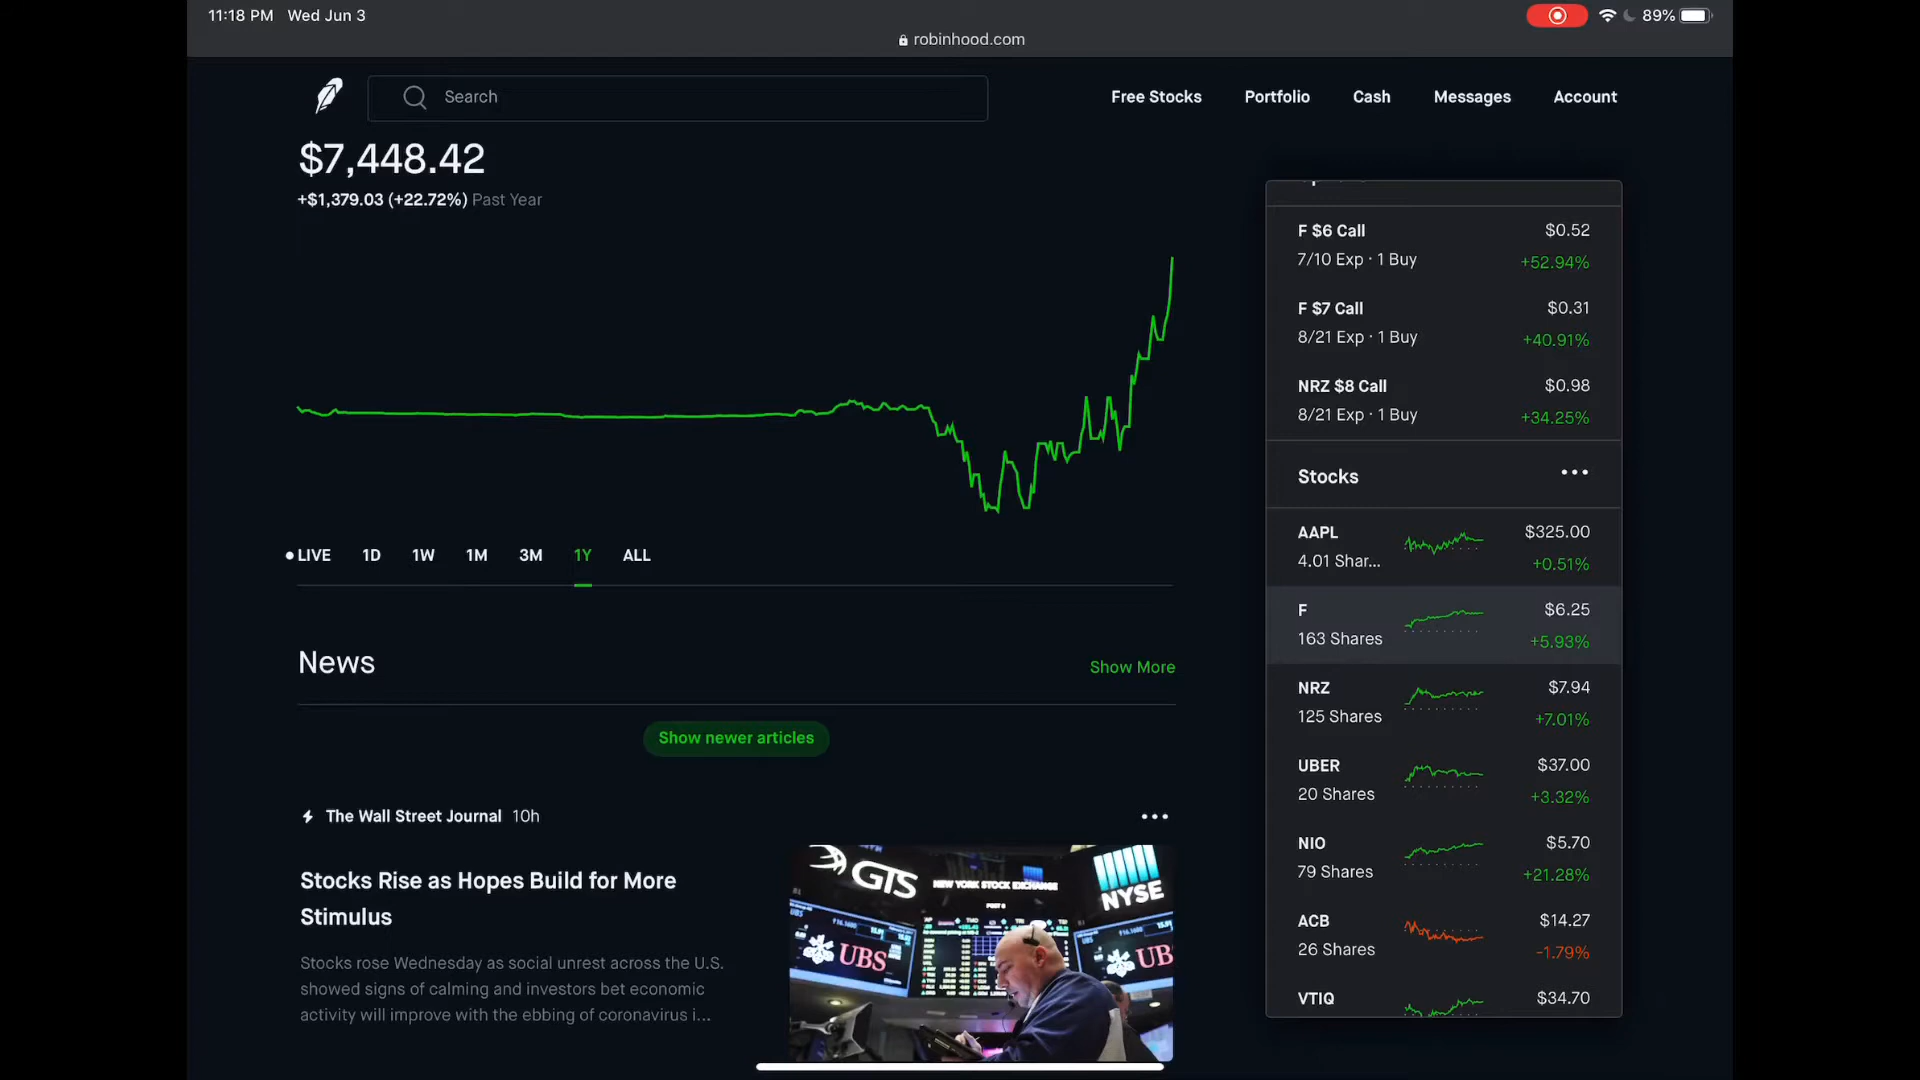 11:18 PM Wed Jun 3
89%
robinhood.com
Search
Free Stocks Portfolio Cash Messages Account
$7,448.42
+$1,379.03 (+22.72%) Past Year
LIVE 1D 1W 1M 3M 1Y ALL
News
Show More
Show newer articles
The Wall Street Journal 10h
Stocks Rise as Hopes Build for More
Stimulus
Stocks rose Wednesday as social unrest across the U.S.
showed signs of calming and investors bet economic
activity will improve with the ebbing of coronavirus i...
GTS
NEW YORK STOCK EXCHANGE
NYSE
UBS
UBS
F $6 Call $0.52
7/10 Exp · 1 Buy +52.94%
F $7 Call $0.31
8/21 Exp · 1 Buy +40.91%
NRZ $8 Call $0.98
8/21 Exp · 1 Buy +34.25%
Stocks
AAPL $325.00
4.01 Shar... +0.51%
F $6.25
163 Shares +5.93%
NRZ $7.94
125 Shares +7.01%
UBER $37.00
20 Shares +3.32%
NIO $5.70
79 Shares +21.28%
ACB $14.27
26 Shares -1.79%
VTIQ $34.70